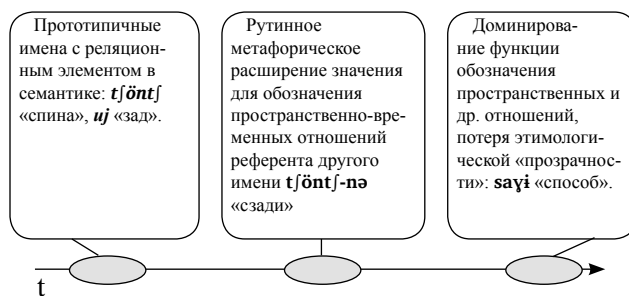 Прототипичные
имена с реляцион-
ным элементом в
семантике: tʃöntʃ
«спина», uj «зад».
Рутинное
метафорическое
расширение значения
для обозначения
пространственно-вре-
менных отношений
референта другого
имени tʃöntʃ-nə
«сзади»
Доминирова-
ние функции
обозначения
пространственных и
др. отношений,
потеря этимологи-
ческой «прозрачнос-
ти»: saɣɨ «способ».
t